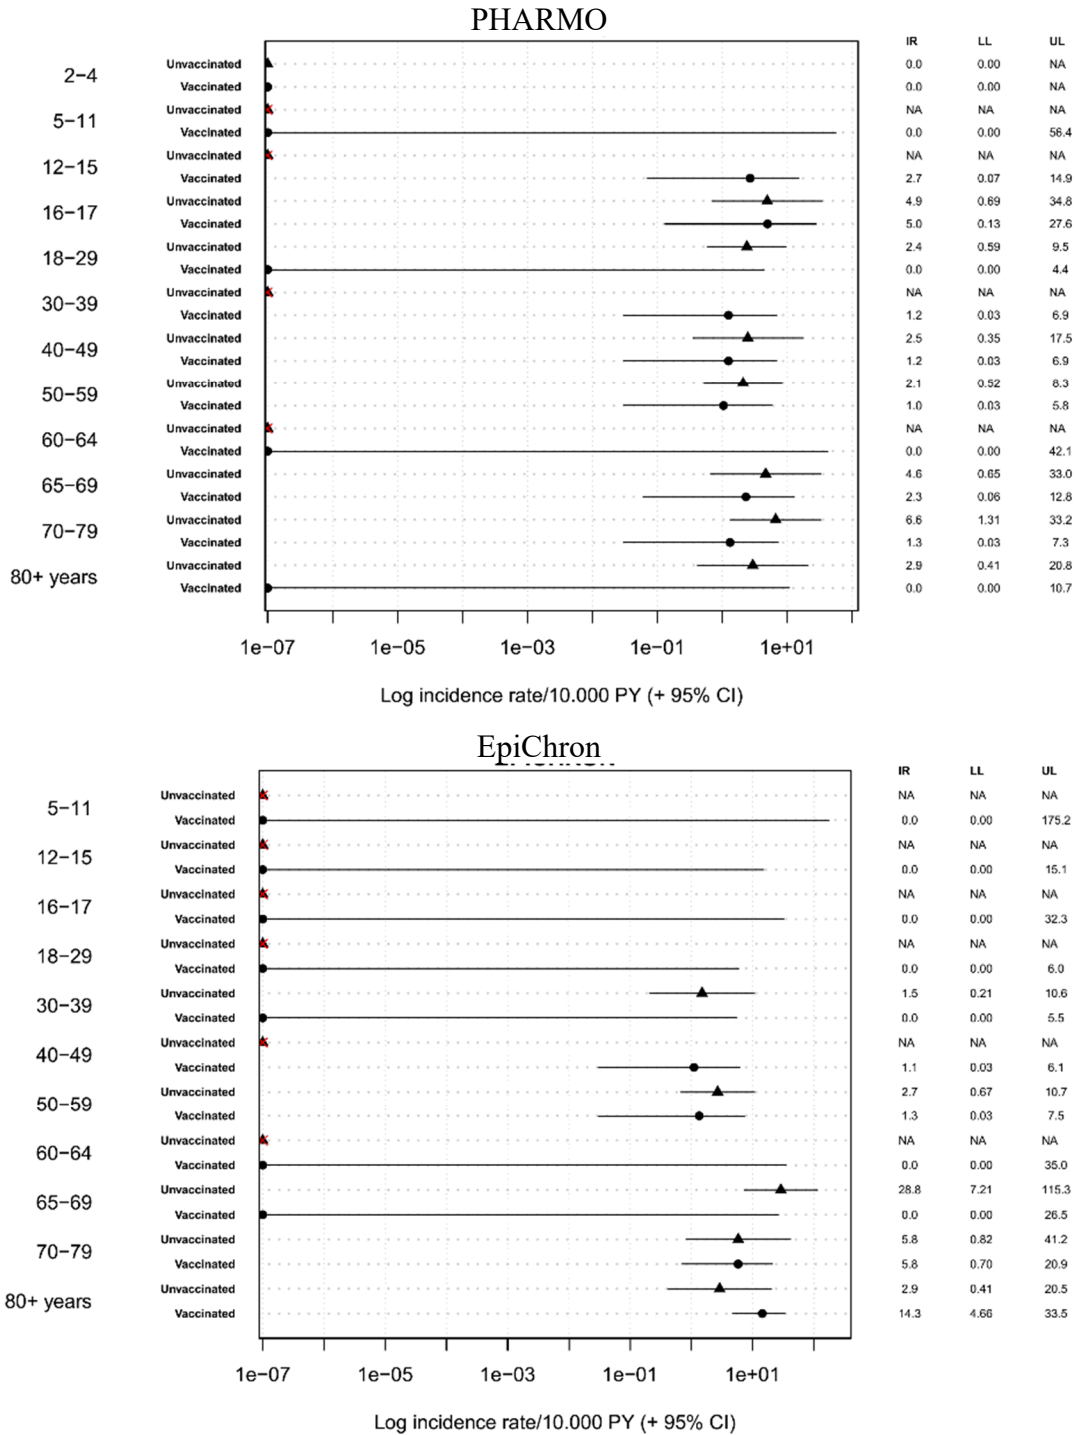 PHARMO
IR LL UL
2−4
Unvaccinated 0.0 0.00 NA
Vaccinated 0.0 0.00 NA
5−11
Unvaccinated NA NA NA
Vaccinated 0.0 0.00 56.4
12−15
Unvaccinated NA NA NA
Vaccinated 2.7 0.07 14.9
16−17
Unvaccinated 4.9 0.69 34.8
Vaccinated 5.0 0.13 27.6
18−29
Unvaccinated 2.4 0.59 9.5
Vaccinated 0.0 0.00 4.4
30−39
Unvaccinated NA NA NA
Vaccinated 1.2 0.03 6.9
40−49
Unvaccinated 2.5 0.35 17.5
Vaccinated 1.2 0.03 6.9
50−59
Unvaccinated 2.1 0.52 8.3
Vaccinated 1.0 0.03 5.8
60−64
Unvaccinated NA NA NA
Vaccinated 0.0 0.00 42.1
65−69
Unvaccinated 4.6 0.65 33.0
Vaccinated 2.3 0.06 12.8
70−79
Unvaccinated 6.6 1.31 33.2
Vaccinated 1.3 0.03 7.3
80+ years
Unvaccinated 2.9 0.41 20.8
Vaccinated 0.0 0.00 10.7
1e−07 1e−05 1e−03 1e−01 1e+01
Log incidence rate/10.000 PY (+ 95% CI)
EpiChron
IR LL UL
5−11
Unvaccinated NA NA NA
Vaccinated 0.0 0.00 175.2
12−15
Unvaccinated NA NA NA
Vaccinated 0.0 0.00 15.1
16−17
Unvaccinated NA NA NA
Vaccinated 0.0 0.00 32.3
18−29
Unvaccinated NA NA NA
Vaccinated 0.0 0.00 6.0
30−39
Unvaccinated 1.5 0.21 10.6
Vaccinated 0.0 0.00 5.5
40−49
Unvaccinated NA NA NA
Vaccinated 1.1 0.03 6.1
50−59
Unvaccinated 2.7 0.67 10.7
Vaccinated 1.3 0.03 7.5
60−64
Unvaccinated NA NA NA
Vaccinated 0.0 0.00 35.0
65−69
Unvaccinated 28.8 7.21 115.3
Vaccinated 0.0 0.00 26.5
70−79
Unvaccinated 5.8 0.82 41.2
Vaccinated 5.8 0.70 20.9
80+ years
Unvaccinated 2.9 0.41 20.5
Vaccinated 14.3 4.66 33.5
1e−07 1e−05 1e−03 1e−01 1e+01
Log incidence rate/10.000 PY (+ 95% CI)